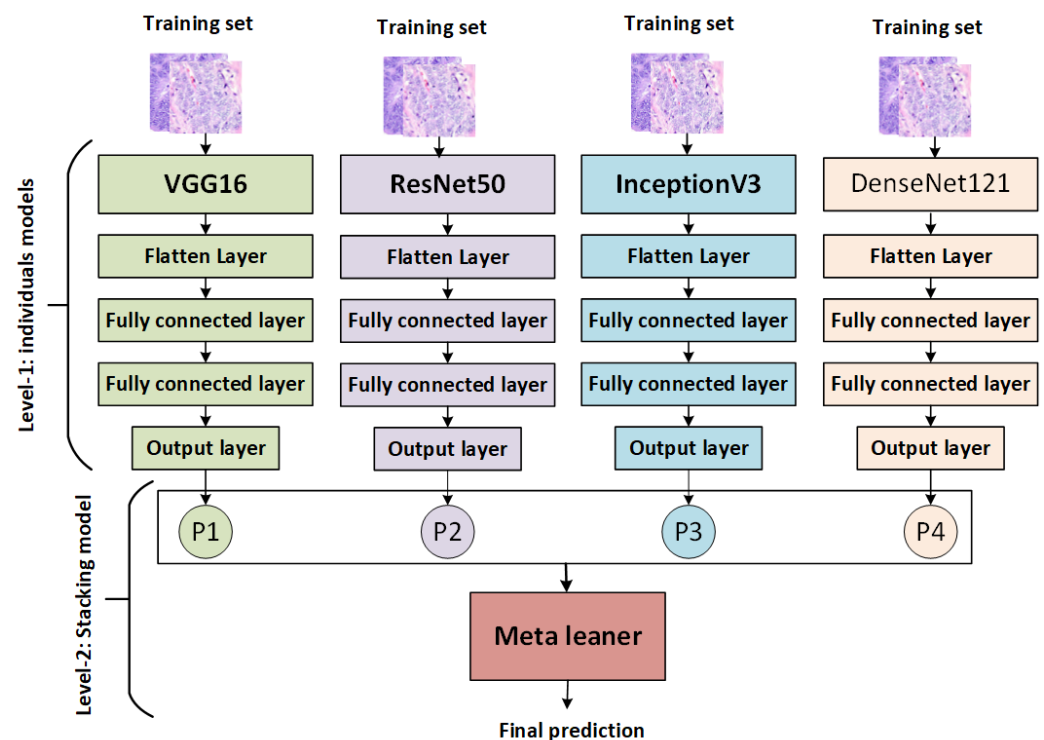 Training set
Training set
Training set
Training set
Level-1: individuals models
VGG16
ResNet50
InceptionV3
DenseNet121
Flatten Layer
Flatten Layer
Flatten Layer
Flatten Layer
Fully connected layer
Fully connected layer
Fully connected layer
Fully connected layer
Fully connected layer
Fully connected layer
Fully connected layer
Fully connected layer
Output layer
Output layer
Output layer
Output layer
Level-2: Stacking model
P1
P2
P3
P4
Meta leaner
Final prediction